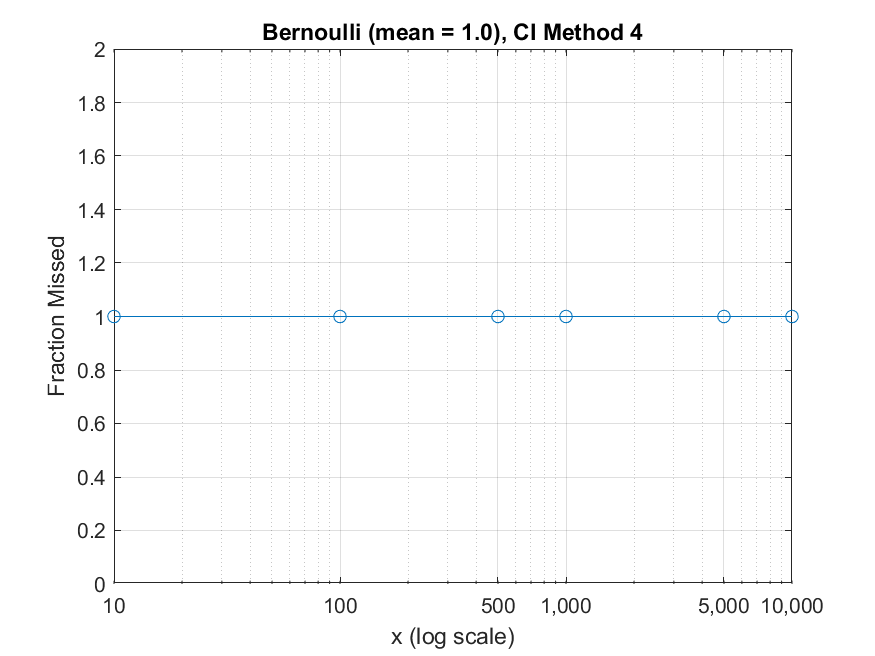 Bernoulli (mean = 1.0), CI Method 4
2
1.8
1.6
1.4
1.2
1
0.8
0.6
0.4
0.2
0
Fraction Missed
10 100 500 1,000 5,000 10,000
x (log scale)